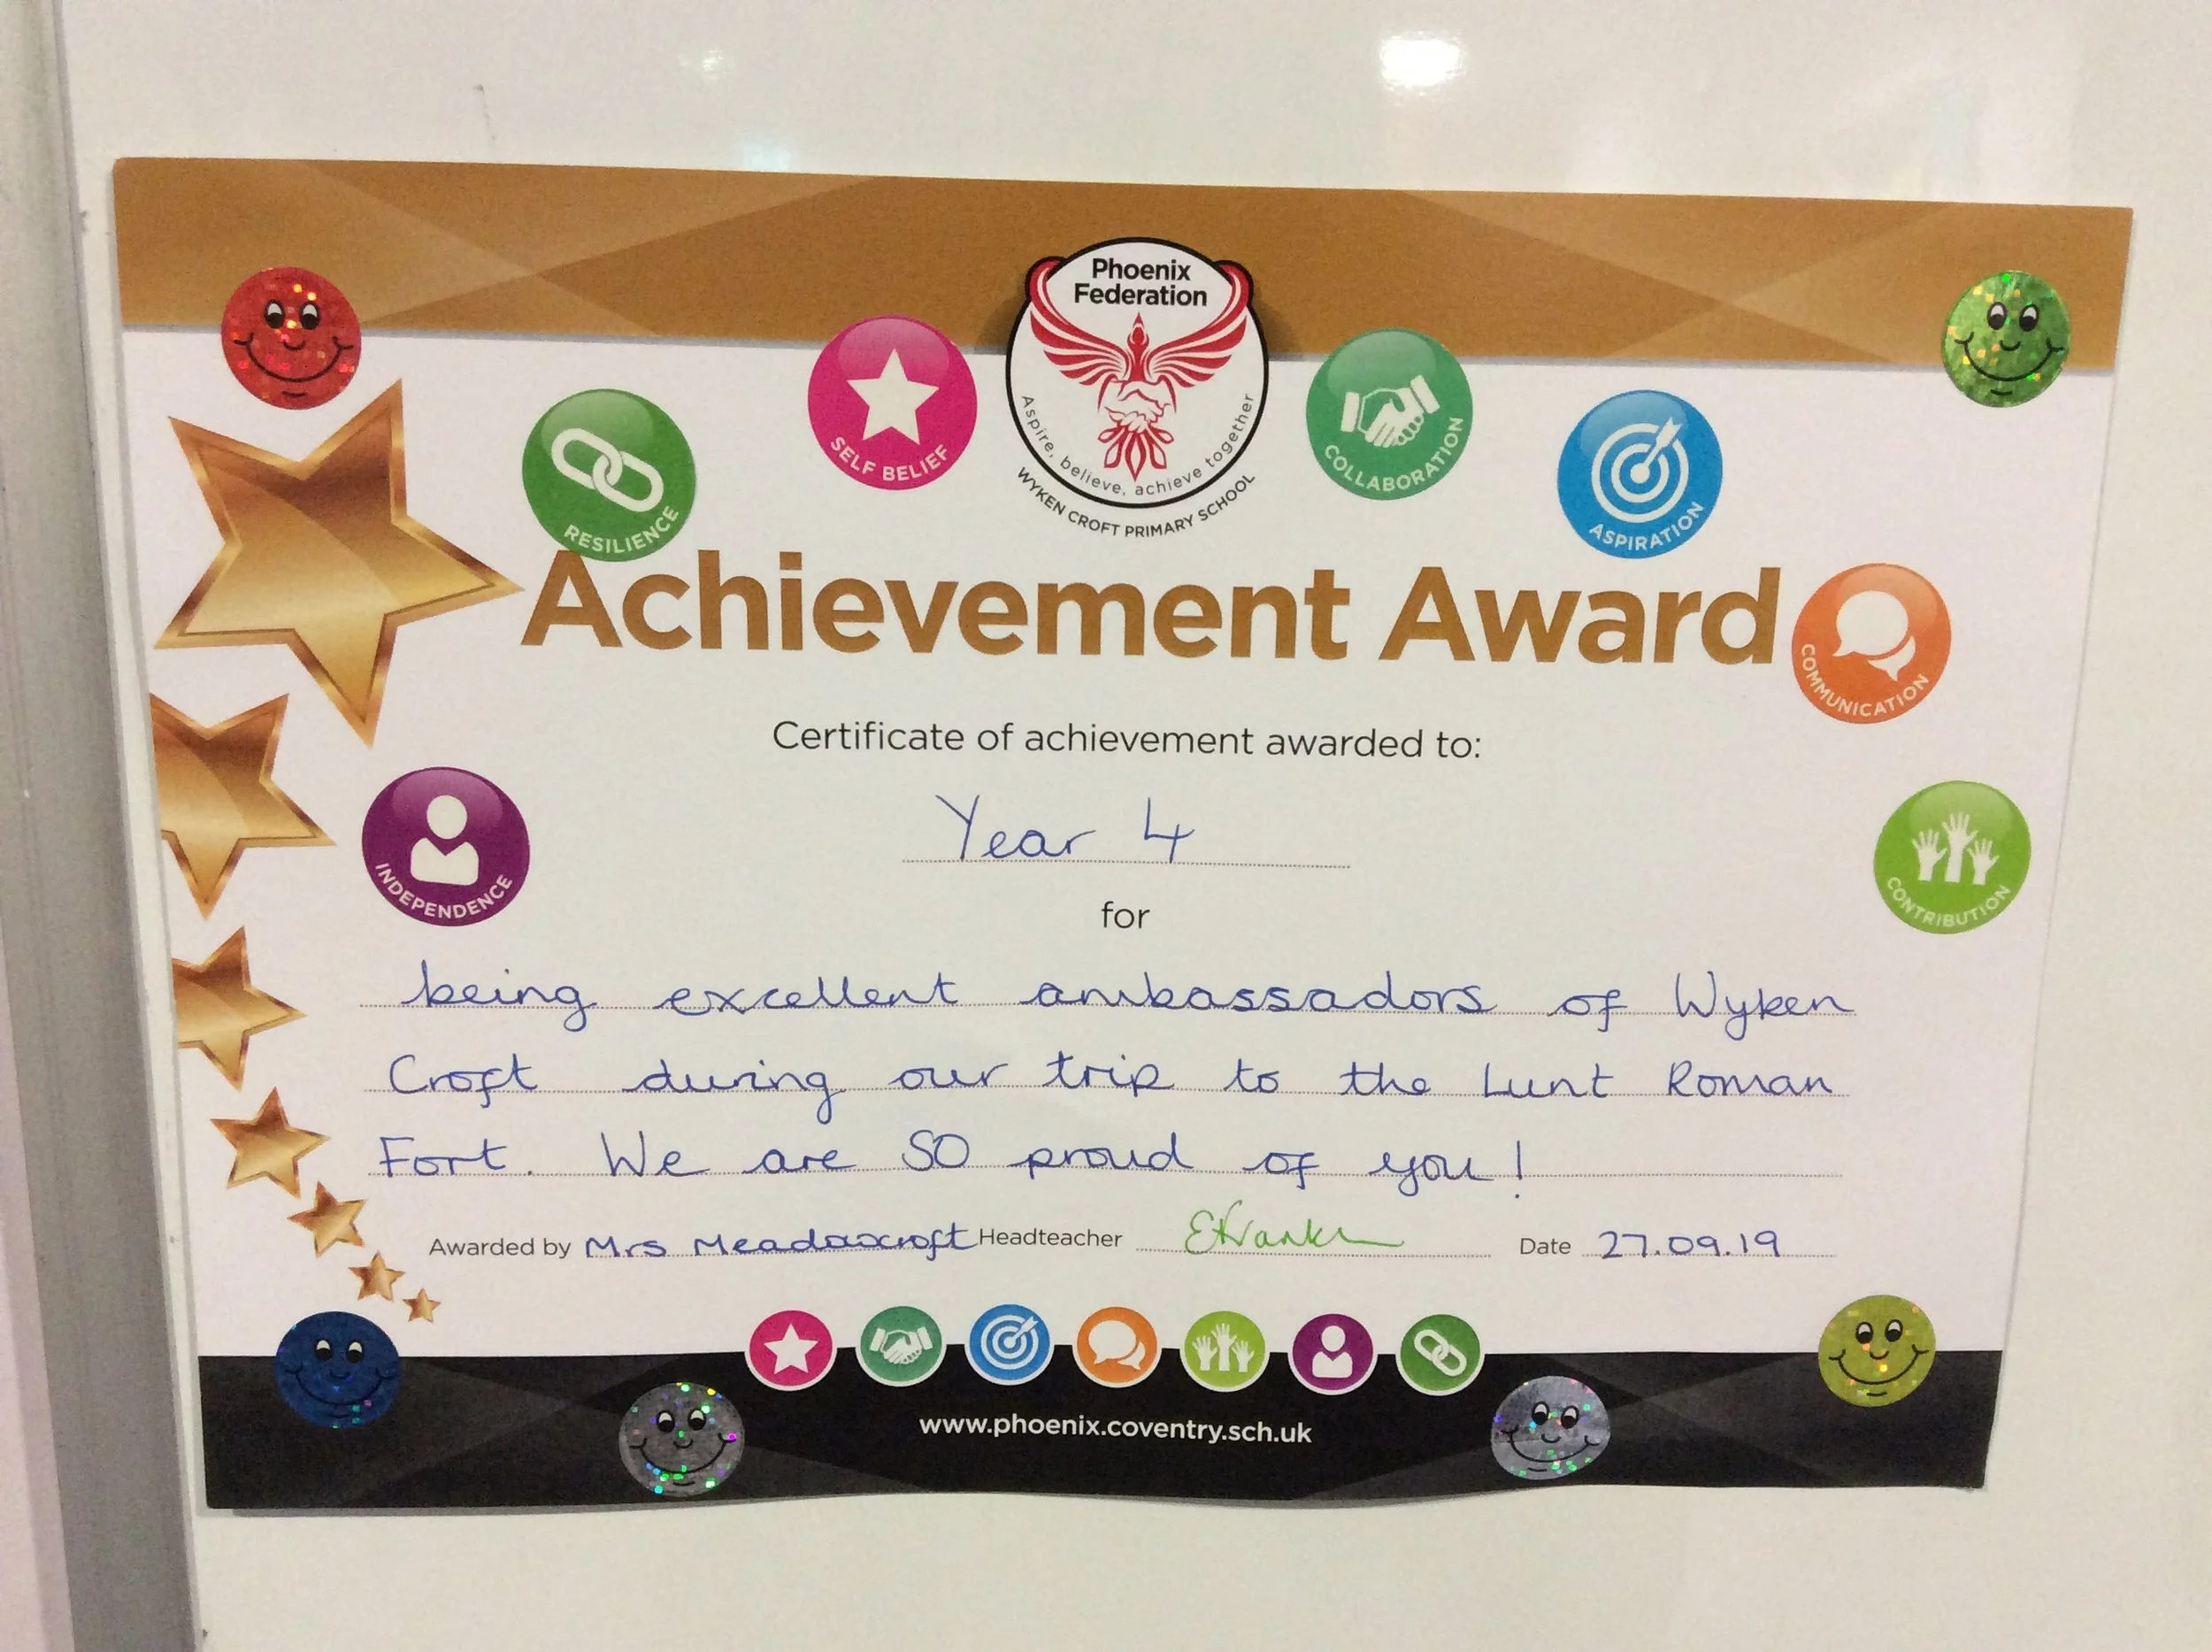 Phoenix
Federation
Aspire, believe, achieve together
WYKEN CROFT PRIMARY SCHOOL
RESILIENCE
SELF BELIEF
COLLABORATION
ASPIRATION
Achievement Award
COMMUNICATION
Certificate of achievement awarded to:
Year 4
INDEPENDENCE
CONTRIBUTION
for
being excellent ambassadors of Wyken
Croft during our trip to the Lunt Roman
Fort. We are SO proud of you!
Awarded by Mrs Meadowcroft Headteacher Date 27.09.19
www.phoenix.coventry.sch.uk